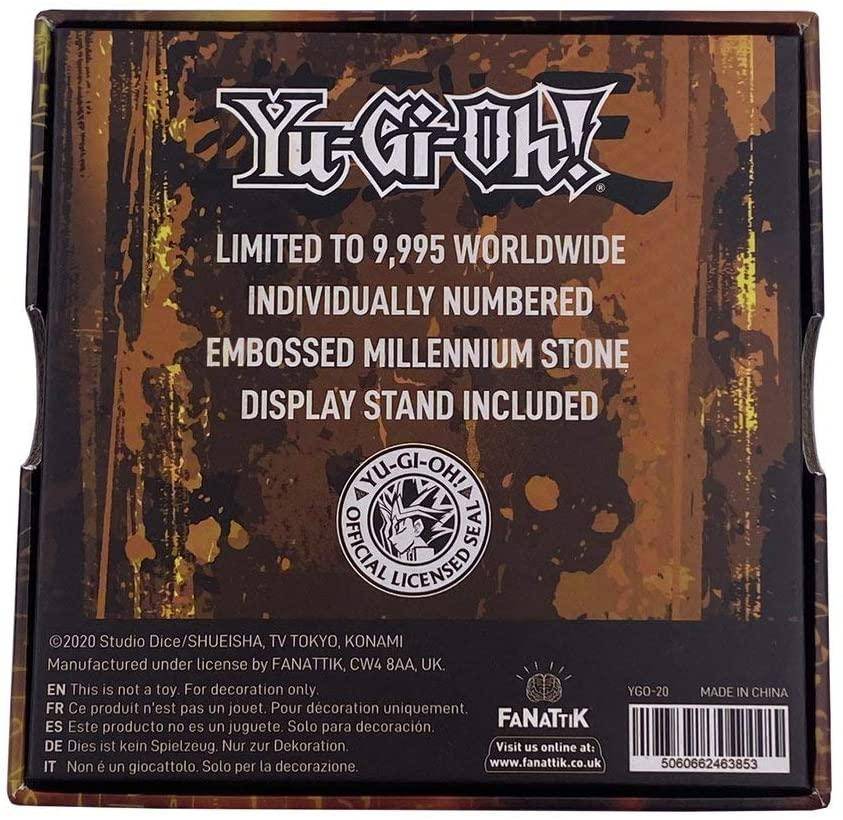 Yu-Gi-Oh!®
LIMITED TO 9,995 WORLDWIDE
INDIVIDUALLY NUMBERED
EMBOSSED MILLENNIUM STONE
DISPLAY STAND INCLUDED
YU-GI-OH!
OFFICIAL LICENSED SEAL
©2020 Studio Dice/SHUEISHA, TV TOKYO, KONAMI
Manufactured under license by FANATTIK, CW4 8AA, UK.
EN This is not a toy. For decoration only.
FR Ce produit n'est pas un jouet. Pour décoration uniquement.
ES Este producto no es un juguete. Solo para decoración.
DE Dies ist kein Spielzeug. Nur zur Dekoration.
IT Non é un giocattolo. Solo per la decorazione.
FANATTIK
Visit us online at:
www.fanattik.co.uk
YGO-20 MADE IN CHINA
5060662463853